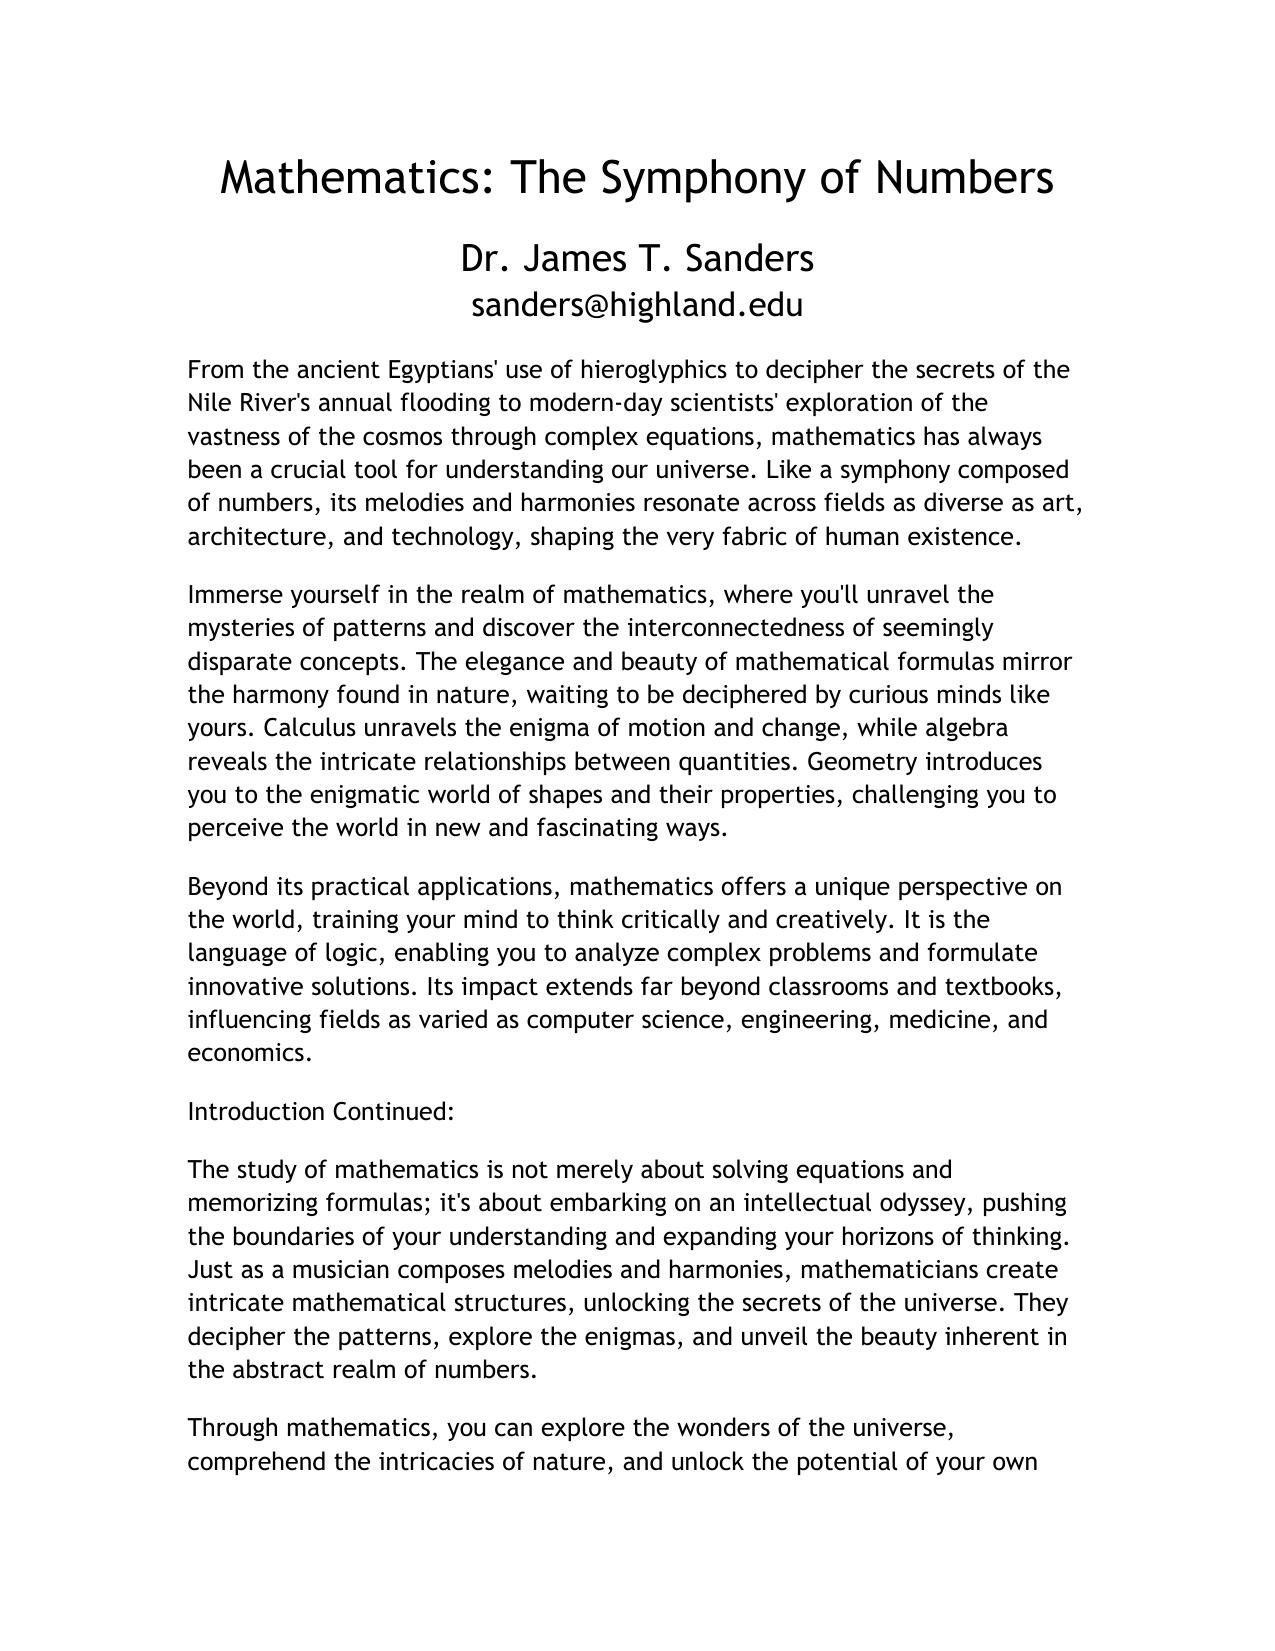 Mathematics: The Symphony of Numbers
Dr. James T. Sanders
sanders@highland.edu
From the ancient Egyptians' use of hieroglyphics to decipher the secrets of the
Nile River's annual flooding to modern-day scientists' exploration of the
vastness of the cosmos through complex equations, mathematics has always
been a crucial tool for understanding our universe. Like a symphony composed
of numbers, its melodies and harmonies resonate across fields as diverse as art,
architecture, and technology, shaping the very fabric of human existence.
Immerse yourself in the realm of mathematics, where you'll unravel the
mysteries of patterns and discover the interconnectedness of seemingly
disparate concepts. The elegance and beauty of mathematical formulas mirror
the harmony found in nature, waiting to be deciphered by curious minds like
yours. Calculus unravels the enigma of motion and change, while algebra
reveals the intricate relationships between quantities. Geometry introduces
you to the enigmatic world of shapes and their properties, challenging you to
perceive the world in new and fascinating ways.
Beyond its practical applications, mathematics offers a unique perspective on
the world, training your mind to think critically and creatively. It is the
language of logic, enabling you to analyze complex problems and formulate
innovative solutions. Its impact extends far beyond classrooms and textbooks,
influencing fields as varied as computer science, engineering, medicine, and
economics.
Introduction Continued:
The study of mathematics is not merely about solving equations and
memorizing formulas; it's about embarking on an intellectual odyssey, pushing
the boundaries of your understanding and expanding your horizons of thinking.
Just as a musician composes melodies and harmonies, mathematicians create
intricate mathematical structures, unlocking the secrets of the universe. They
decipher the patterns, explore the enigmas, and unveil the beauty inherent in
the abstract realm of numbers.
Through mathematics, you can explore the wonders of the universe,
comprehend the intricacies of nature, and unlock the potential of your own